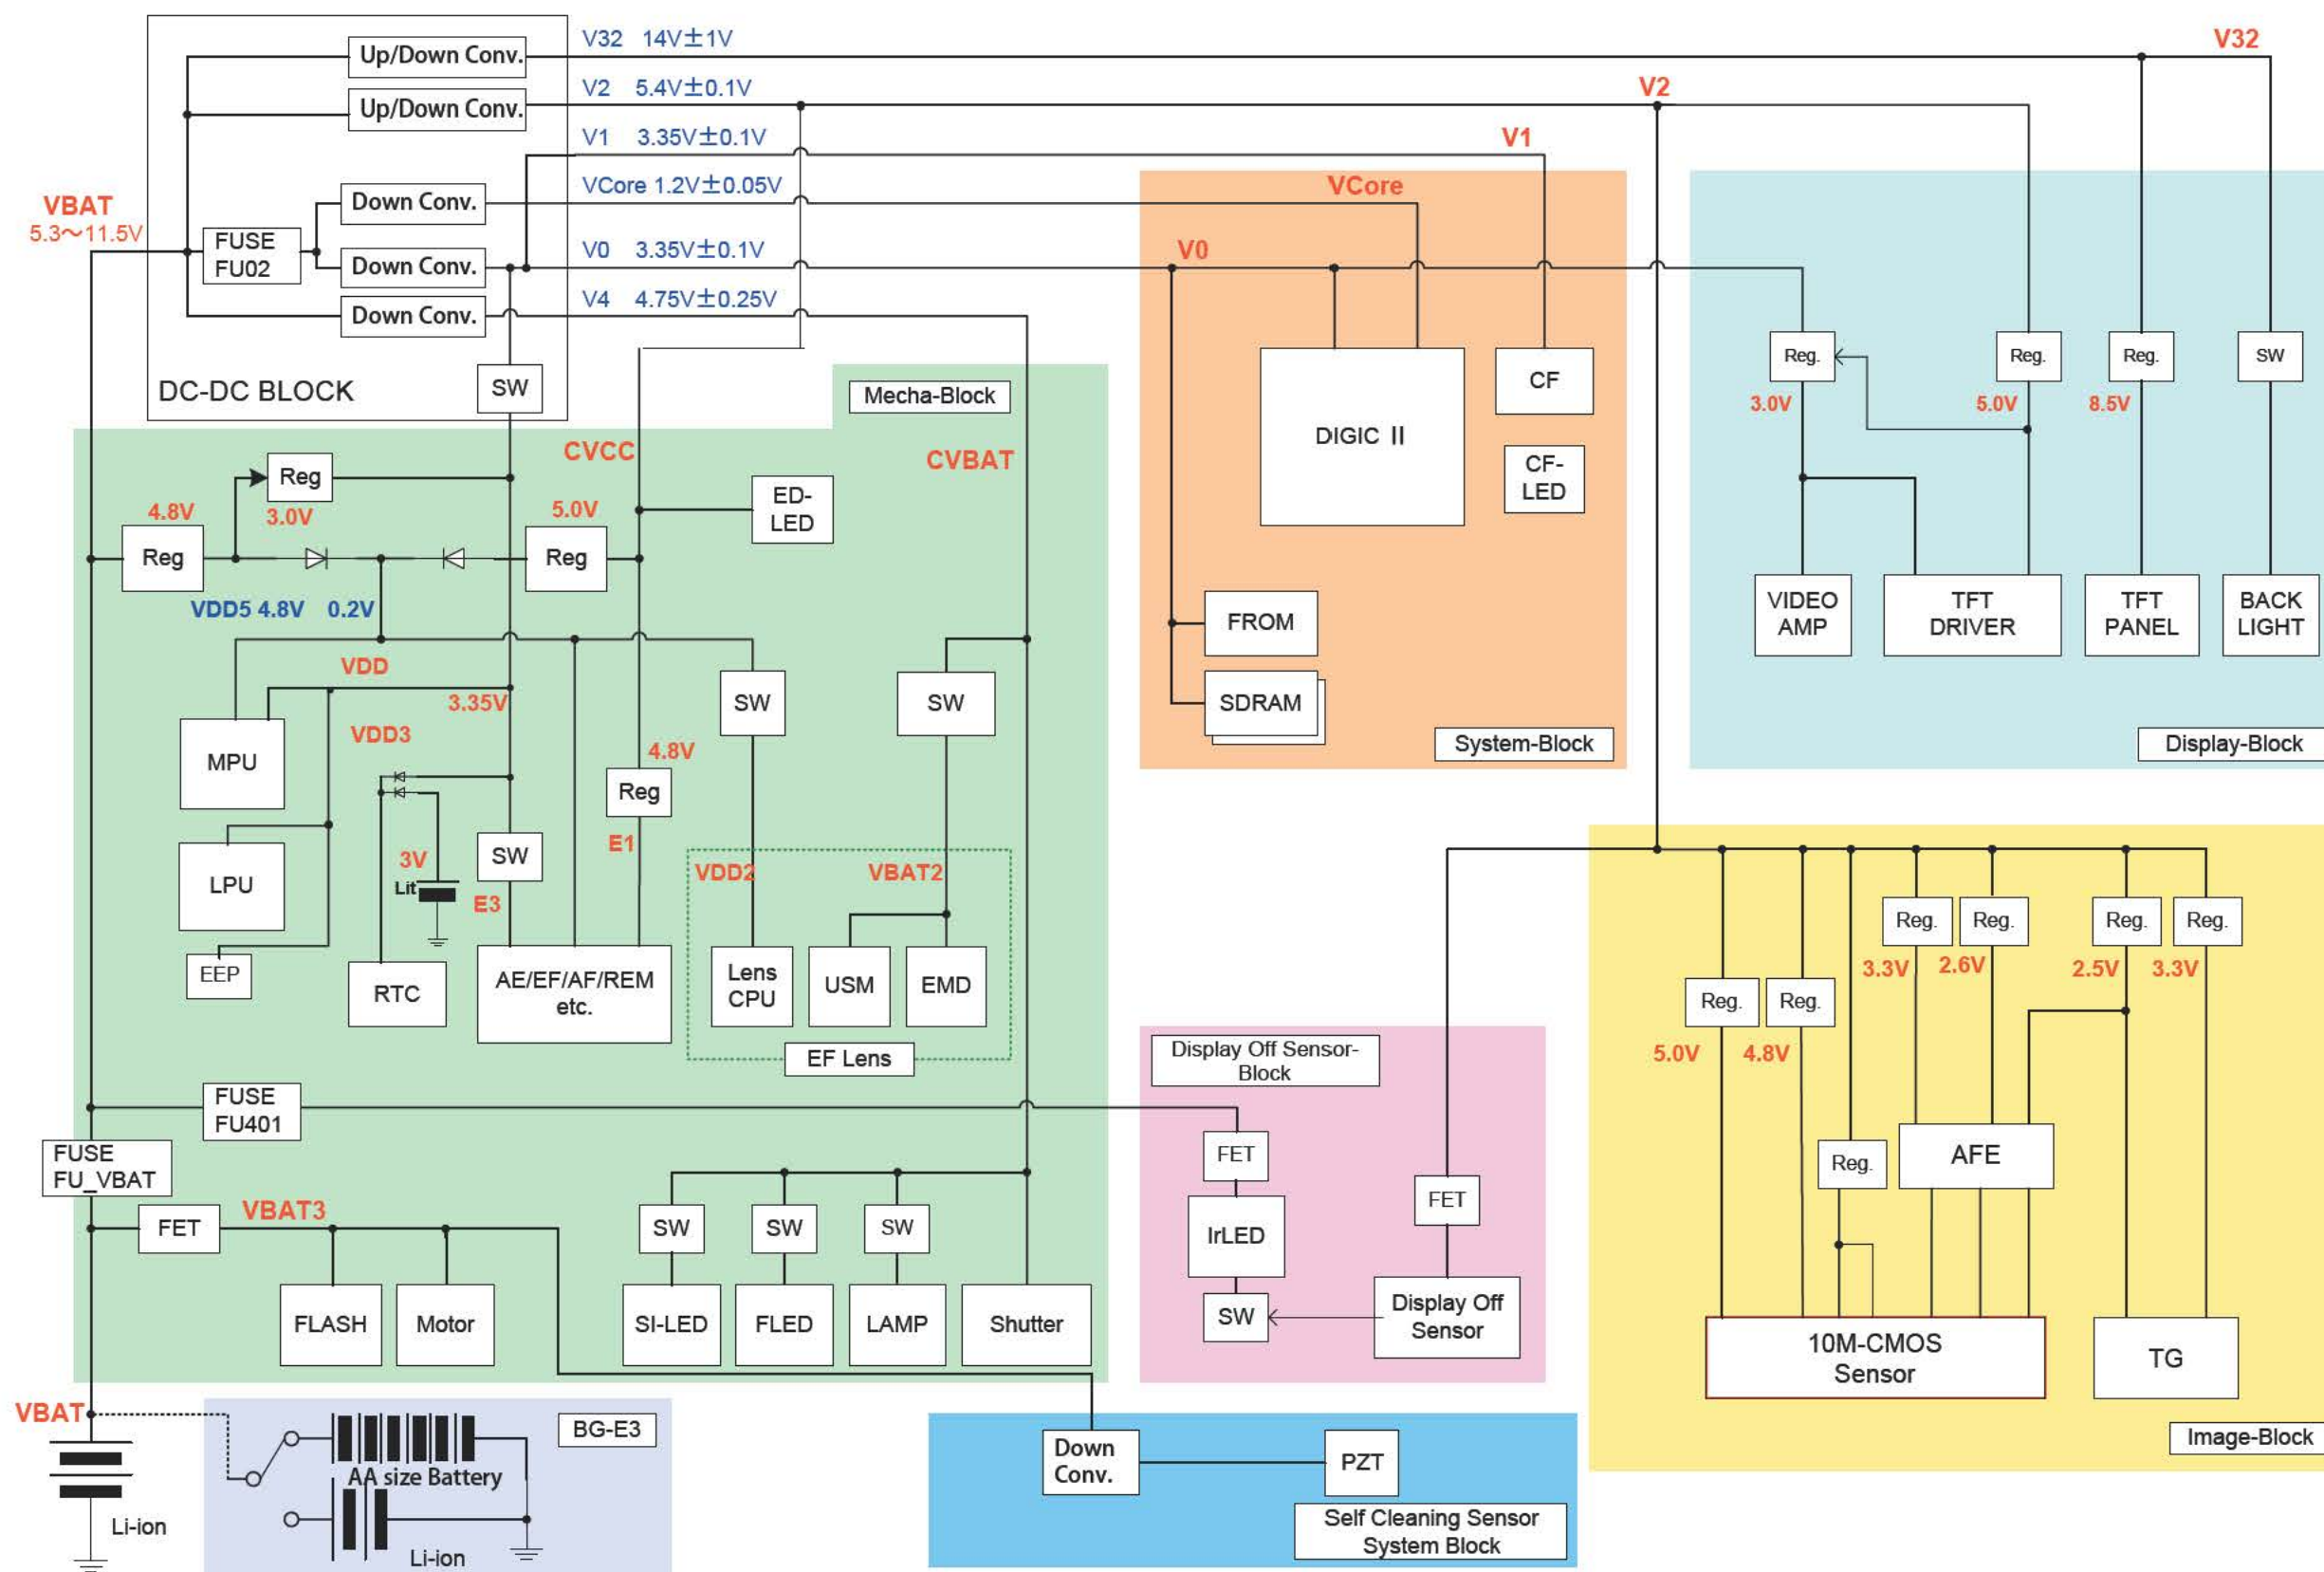 V32 14V±1V
V32
Up/Down Conv.
V2 5.4V±0.1V
V2
Up/Down Conv.
V1 3.35V±0.1V
V1
VCore 1.2V±0.05V
VCore
Down Conv.
VBAT
5.3～11.5V
FUSE
FU02
V0 3.35V±0.1V
V0
Down Conv.
V4 4.75V±0.25V
Down Conv.
DC-DC BLOCK
SW
Mecha-Block
CVCC
CVBAT
Reg
3.0V
4.8V
Reg
5.0V
Reg
ED-
LED
VDD5 4.8V 0.2V
VDD
3.35V
SW
SW
MPU
VDD3
4.8V
Reg
E1
LPU
3V
Lit
SW
E3
VDD2
VBAT2
EEP
RTC
AE/EF/AF/REM
etc.
Lens
CPU
USM
EMD
EF Lens
FUSE
FU401
FUSE
FU_VBAT
FET
VBAT3
SW
SW
SW
FLASH
Motor
SI-LED
FLED
LAMP
Shutter
DIGIC II
CF
CF-
LED
FROM
SDRAM
System-Block
Reg.
Reg.
Reg.
SW
3.0V
5.0V
8.5V
VIDEO
AMP
TFT
DRIVER
TFT
PANEL
BACK
LIGHT
Display-Block
Display Off Sensor-
Block
FET
IrLED
SW
FET
Display Off
Sensor
Reg.
Reg.
Reg.
Reg.
3.3V
2.6V
2.5V
3.3V
Reg.
Reg.
5.0V
4.8V
Reg.
AFE
10M-CMOS
Sensor
TG
Image-Block
VBAT
Li-ion
BG-E3
AA size Battery
Li-ion
Down
Conv.
PZT
Self Cleaning Sensor
System Block